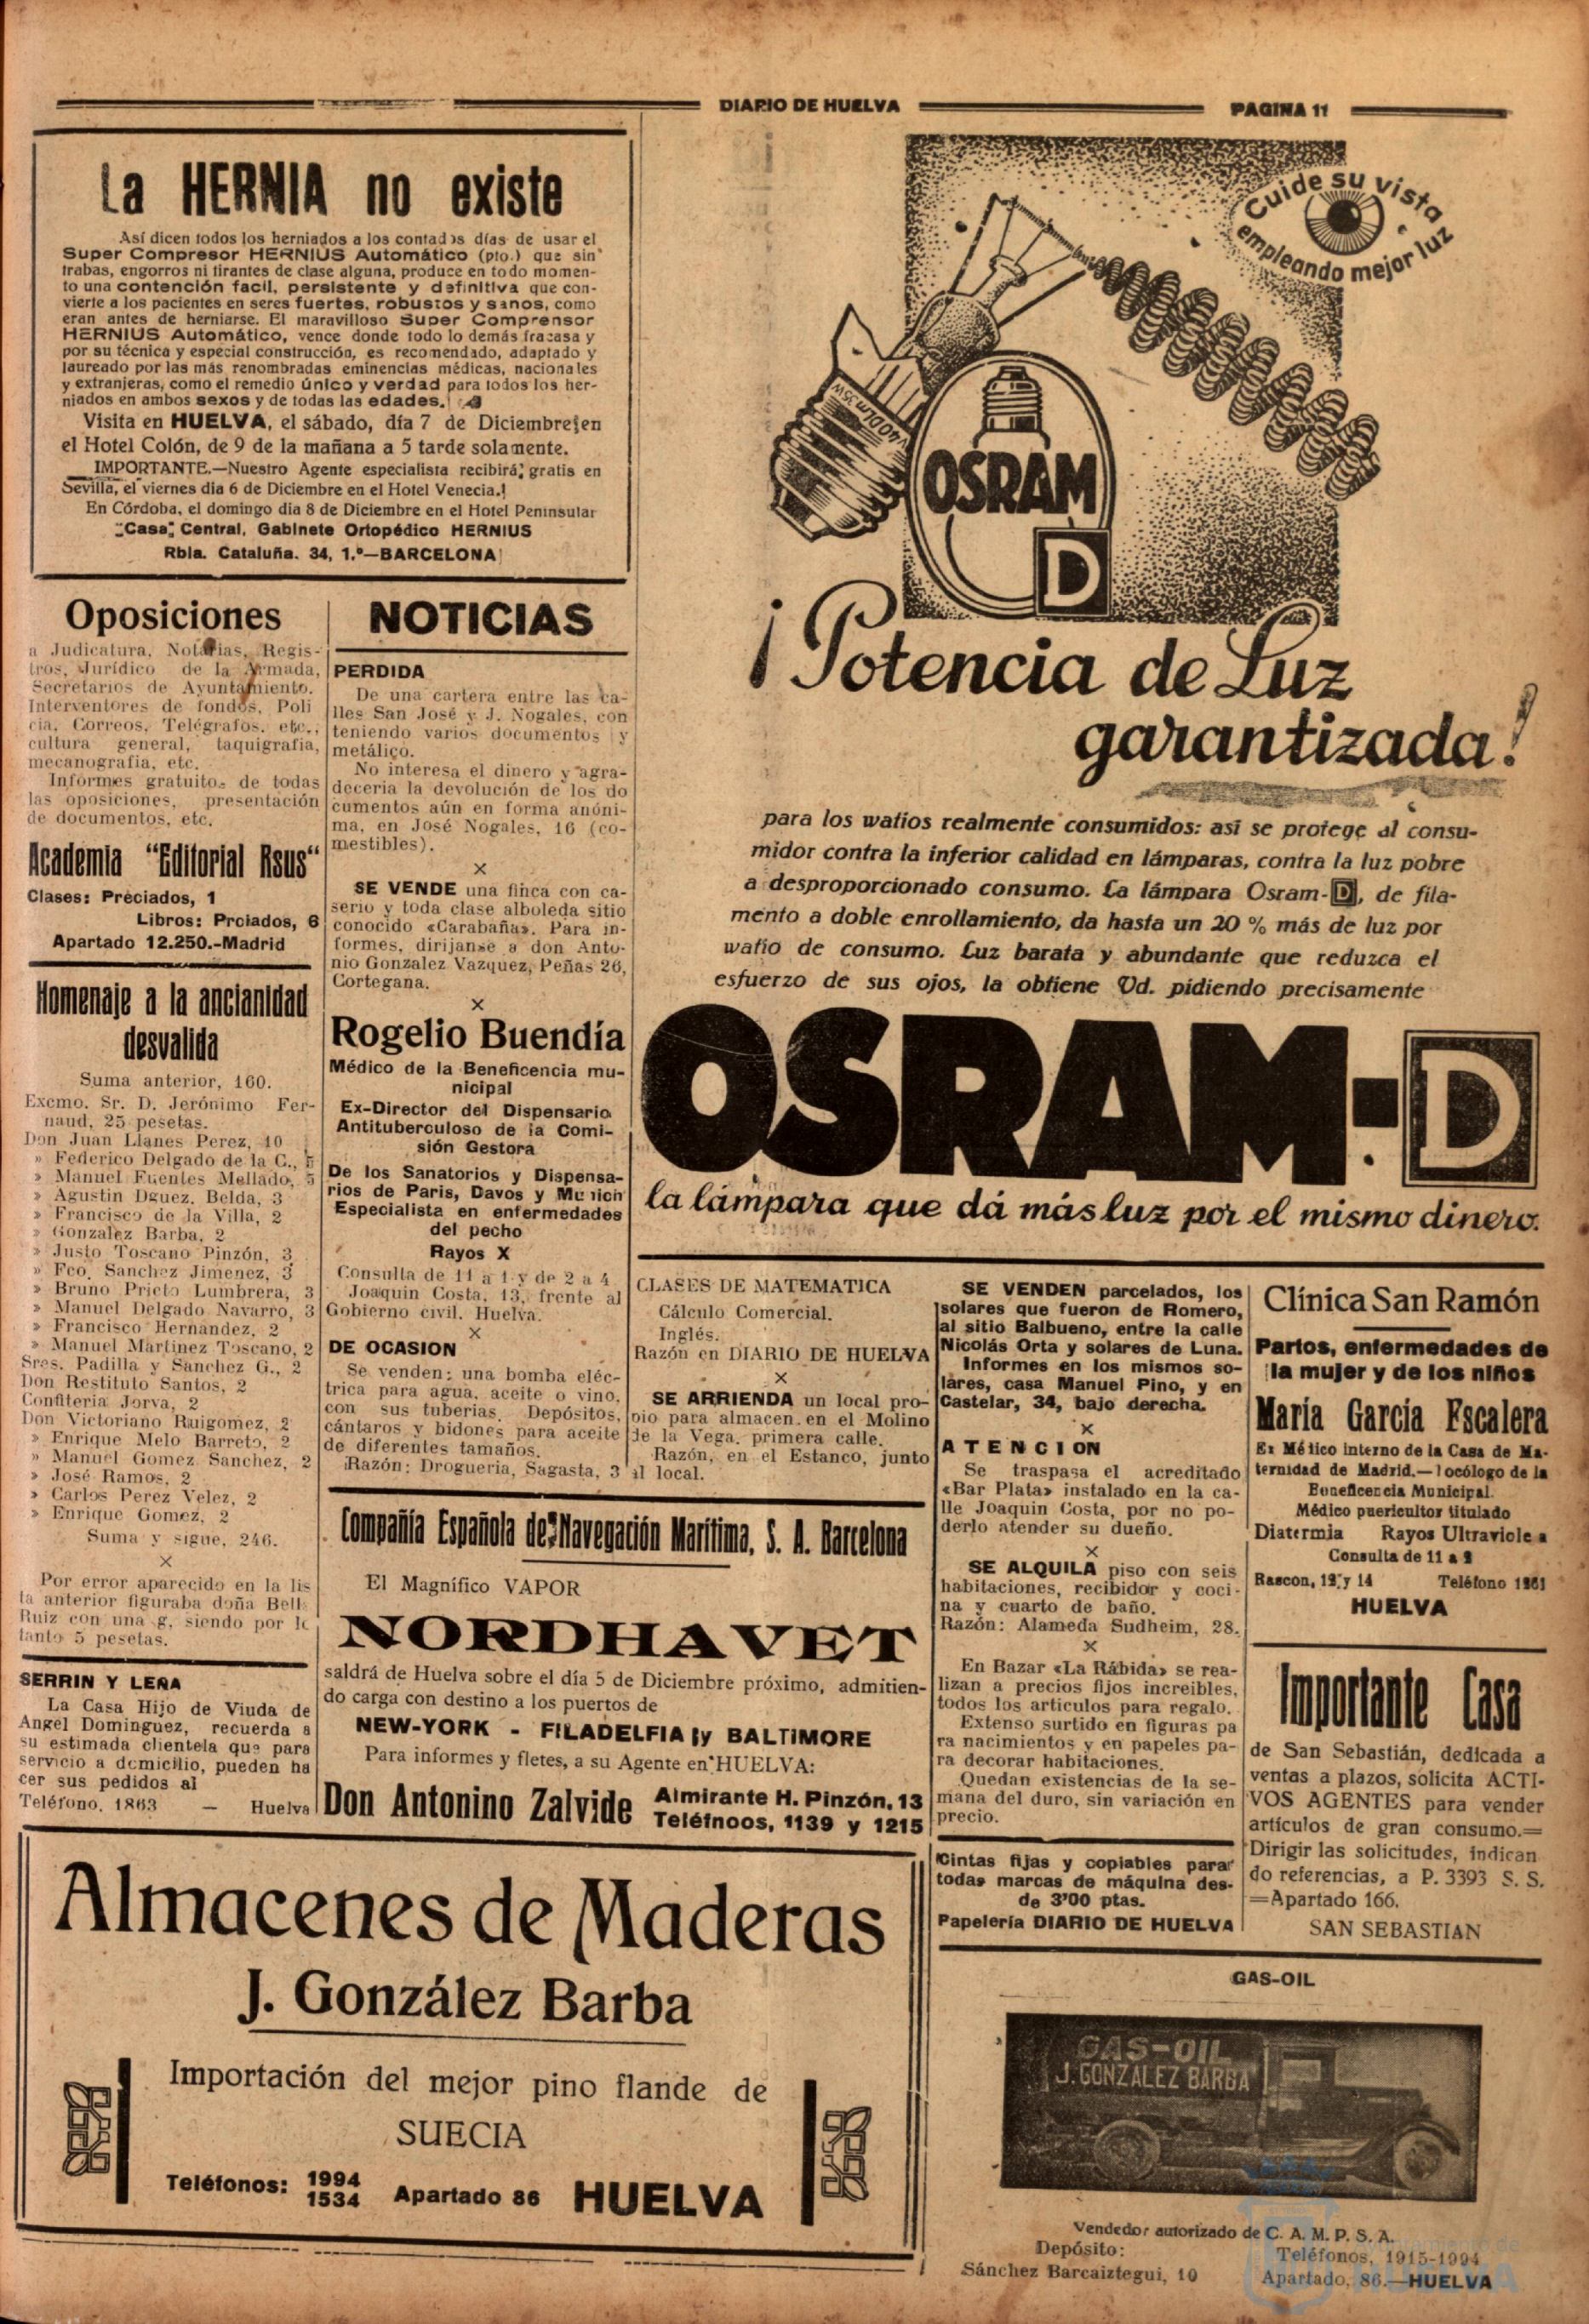 DIARIO DE HUELVA
PAGINA 11
La HERNIA no existe
Así dicen todos los herniados a los contados días de usar el
Super Compresor HERNIUS Automático (pto.) que sin
trabas, engorros ni tirantes de clase alguna, produce en todo momen-
to una contención facil, persistente y definitiva que con-
vierte a los pacientes en seres fuertes, robustos y sanos, como
eran antes de herniarse. El maravilloso Super Comprensor
HERNIUS Automático, vence donde todo lo demás fracasa y
por su técnica y especial construcción, es recomendado, adaptado y
laureado por las más renombradas eminencias médicas, nacionales
y extranjeras, como el remedio único y verdad para todos los her-
niados en ambos sexos y de todas las edades.
Visita en HUELVA, el sábado, día 7 de Diciembre en
el Hotel Colón, de 9 de la mañana a 5 tarde solamente.
IMPORTANTE.—Nuestro Agente especialista recibirá gratis en
Sevilla, el viernes dia 6 de Diciembre en el Hotel Venecia.
En Córdoba, el domingo dia 8 de Diciembre en el Hotel Peninsular
Casa Central, Gabinete Ortopédico HERNIUS
Rbla. Cataluña. 34, 1.º—BARCELONA
Oposiciones
a Judicatura, Notarias, Regis-
tros, Jurídico de la Armada,
Secretarios de Ayuntamiento.
Interventores de fondos, Poli
cia, Correos, Telégrafos, etc.,
cultura general, taquigrafia,
mecanografia, etc.
Informes gratuitos de todas
las oposiciones, presentación
de documentos, etc.
Academia "Editorial Rsus"
Clases: Preciados, 1
Libros: Prciados, 6
Apartado 12.250.-Madrid
Homenaje a la ancianidad
desvalida
Suma anterior, 160.
Excmo. Sr. D. Jerónimo Fer-
naud, 25 pesetas.
Don Juan Llanes Perez, 10
» Federico Delgado de la C., 5
» Manuel Fuentes Mellado, 5
» Agustin Dguez. Belda, 3
» Francisco de la Villa, 2
» Gonzalez Barba, 2
» Justo Toscano Pinzón, 3
» Fco. Sanchez Jimenez, 3
» Bruno Prieto Lumbrera, 3
» Manuel Delgado Navarro, 3
» Francisco Hernandez, 2
» Manuel Martinez Toscano, 2
Sres. Padilla y Sanchez G., 2
Don Restituto Santos, 2
Confiteria Jorva, 2
Don Victoriano Ruigomez, 2
» Enrique Melo Barreto, 2
» Manuel Gomez Sanchez, 2
» José Ramos, 2
» Carlos Perez Velez, 2
» Enrique Gomez, 2
Suma y sigue, 246.
×
Por error aparecido en la lis
ta anterior figuraba doña Bell
Ruiz con una g, siendo por lo
tanto 5 pesetas.
SERRIN Y LEÑA
La Casa Hijo de Viuda de
Angel Dominguez, recuerda a
su estimada clientela que para
servicio a domicilio, pueden ha
cer sus pedidos al
Teléfono, 1863 — Huelva
NOTICIAS
PERDIDA
De una cartera entre las ca-
lles San José y J. Nogales, con
teniendo varios documentos y
metálico.
No interesa el dinero y agra-
deceria la devolución de los do
cumentos aún en forma anóni-
ma, en José Nogales, 16 (co-
mestibles).
×
SE VENDE una finca con ca-
serio y toda clase alboleda sitio
conocido «Carabaña». Para in-
formes, dirijanse a don Anto-
nio Gonzalez Vazquez, Peñas 26,
Cortegana.
×
Rogelio Buendía
Médico de la Beneficencia mu-
nicipal
Ex-Director del Dispensario
Antituberculoso de la Comi-
sión Gestora
De los Sanatorios y Dispensa-
rios de Paris, Davos y Munich
Especialista en enfermedades
del pecho
Rayos X
Consulta de 11 a 1 y de 2 a 4
Joaquin Costa, 13, frente al
Gobierno civil. Huelva.
×
DE OCASION
Se venden: una bomba eléc-
trica para agua, aceite o vino,
con sus tuberias. Depósitos,
cántaros y bidones para aceite
de diferentes tamaños.
Razón: Drogueria, Sagasta, 3
Cuide su vista
empleando mejor luz
40DLm.35W
OSRAM
D
¡Potencia de Luz
garantizada!
para los watios realmente consumidos: así se protege al consu-
midor contra la inferior calidad en lámparas, contra la luz pobre
a desproporcionado consumo. La lámpara Osram-D, de fila-
mento a doble enrollamiento, da hasta un 20 % más de luz por
watio de consumo. Luz barata y abundante que reduzca el
esfuerzo de sus ojos, la obtiene Vd. pidiendo precisamente
OSRAM-D
la lámpara que dá más luz por el mismo dinero.
CLASES DE MATEMATICA
Cálculo Comercial.
Inglés.
Razón en DIARIO DE HUELVA
×
SE ARRIENDA un local pro-
pio para almacen en el Molino
de la Vega. primera calle.
Razón, en el Estanco, junto
al local.
Compañía Española de Navegación Marítima, S. A. Barcelona
El Magnífico VAPOR
NORDHAVET
saldrá de Huelva sobre el día 5 de Diciembre próximo, admitien-
do carga con destino a los puertos de
NEW-YORK - FILADELFIA y BALTIMORE
Para informes y fletes, a su Agente en HUELVA:
Don Antonino Zalvide
Almirante H. Pinzón, 13
Teléfnoos, 1139 y 1215
SE VENDEN parcelados, los
solares que fueron de Romero,
al sitio Balbueno, entre la calle
Nicolás Orta y solares de Luna.
Informes en los mismos so-
lares, casa Manuel Pino, y en
Castelar, 34, bajo derecha.
×
ATENCION
Se traspasa el acreditado
«Bar Plata» instalado en la ca-
lle Joaquin Costa, por no po-
derlo atender su dueño.
×
SE ALQUILA piso con seis
habitaciones, recibidor y coci-
na y cuarto de baño.
Razón: Alameda Sudheim, 28.
×
En Bazar «La Rábida» se rea-
lizan a precios fijos increibles,
todos los articulos para regalo.
Extenso surtido en figuras pa
ra nacimientos y en papeles pa-
ra decorar habitaciones.
Quedan existencias de la se-
mana del duro, sin variación en
precio.
Cintas fijas y copiables para
todas marcas de máquina des-
de 3'00 ptas.
Papelería DIARIO DE HUELVA
Clínica San Ramón
Partos, enfermedades de
la mujer y de los niños
María García Escalera
Ex Médico interno de la Casa de Ma-
ternidad de Madrid.—Tocólogo de la
Beneficencia Municipal.
Médico puericultor titulado
Diatermia Rayos Ultraviole a
Consulta de 11 a 2
Rascon, 12 y 14 Teléfono 1261
HUELVA
Importante Casa
de San Sebastián, dedicada a
ventas a plazos, solicita ACTI-
VOS AGENTES para vender
artículos de gran consumo.=
Dirigir las solicitudes, indican
do referencias, a P. 3393 S. S.
=Apartado 166.
SAN SEBASTIAN
Almacenes de Maderas
J. González Barba
Importación del mejor pino flande de
SUECIA
Teléfonos: 1994
1534
Apartado 86 HUELVA
GAS-OIL
GAS-OIL
J. GONZALEZ BARBA
Vendedor autorizado de C. A. M. P. S. A.
Depósito:
Teléfonos, 1915-1994
Sánchez Barcaiztegui, 10
Apartado, 86.—HUELVA